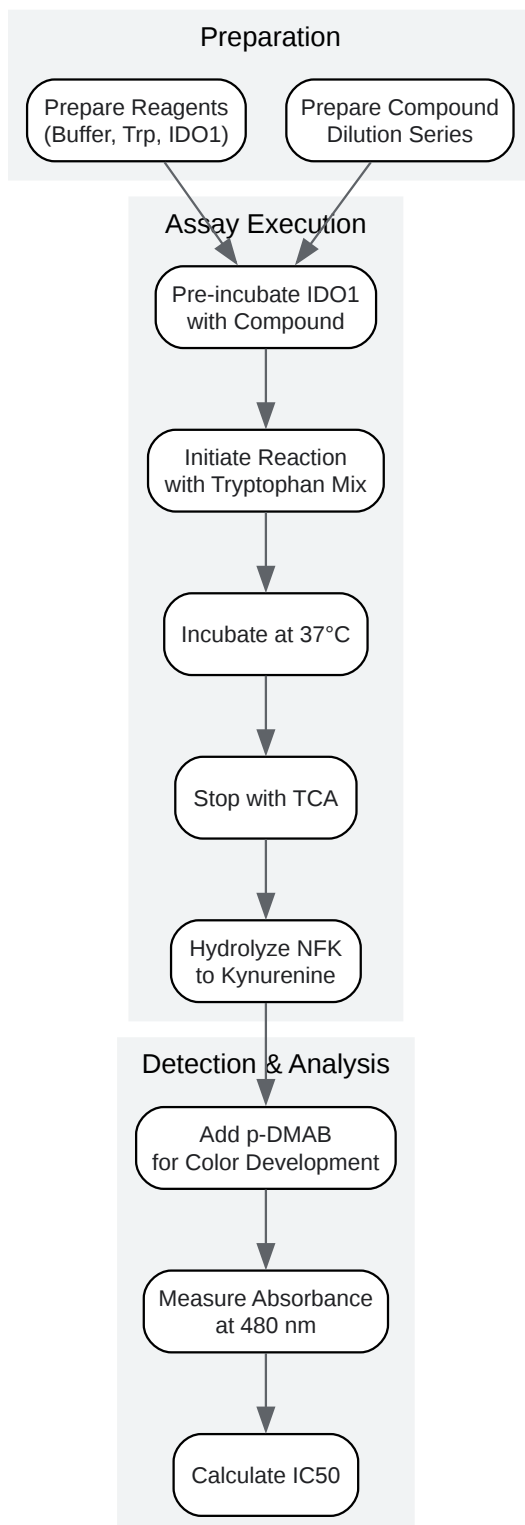 Preparation
Prepare Reagents
(Buffer, Trp, IDO1)
Prepare Compound
Dilution Series
Assay Execution
Pre-incubate IDO1
with Compound
Initiate Reaction
with Tryptophan Mix
Incubate at 37°C
Stop with TCA
Hydrolyze NFK
to Kynurenine
Detection & Analysis
Add p-DMAB
for Color Development
Measure Absorbance
at 480 nm
Calculate IC50